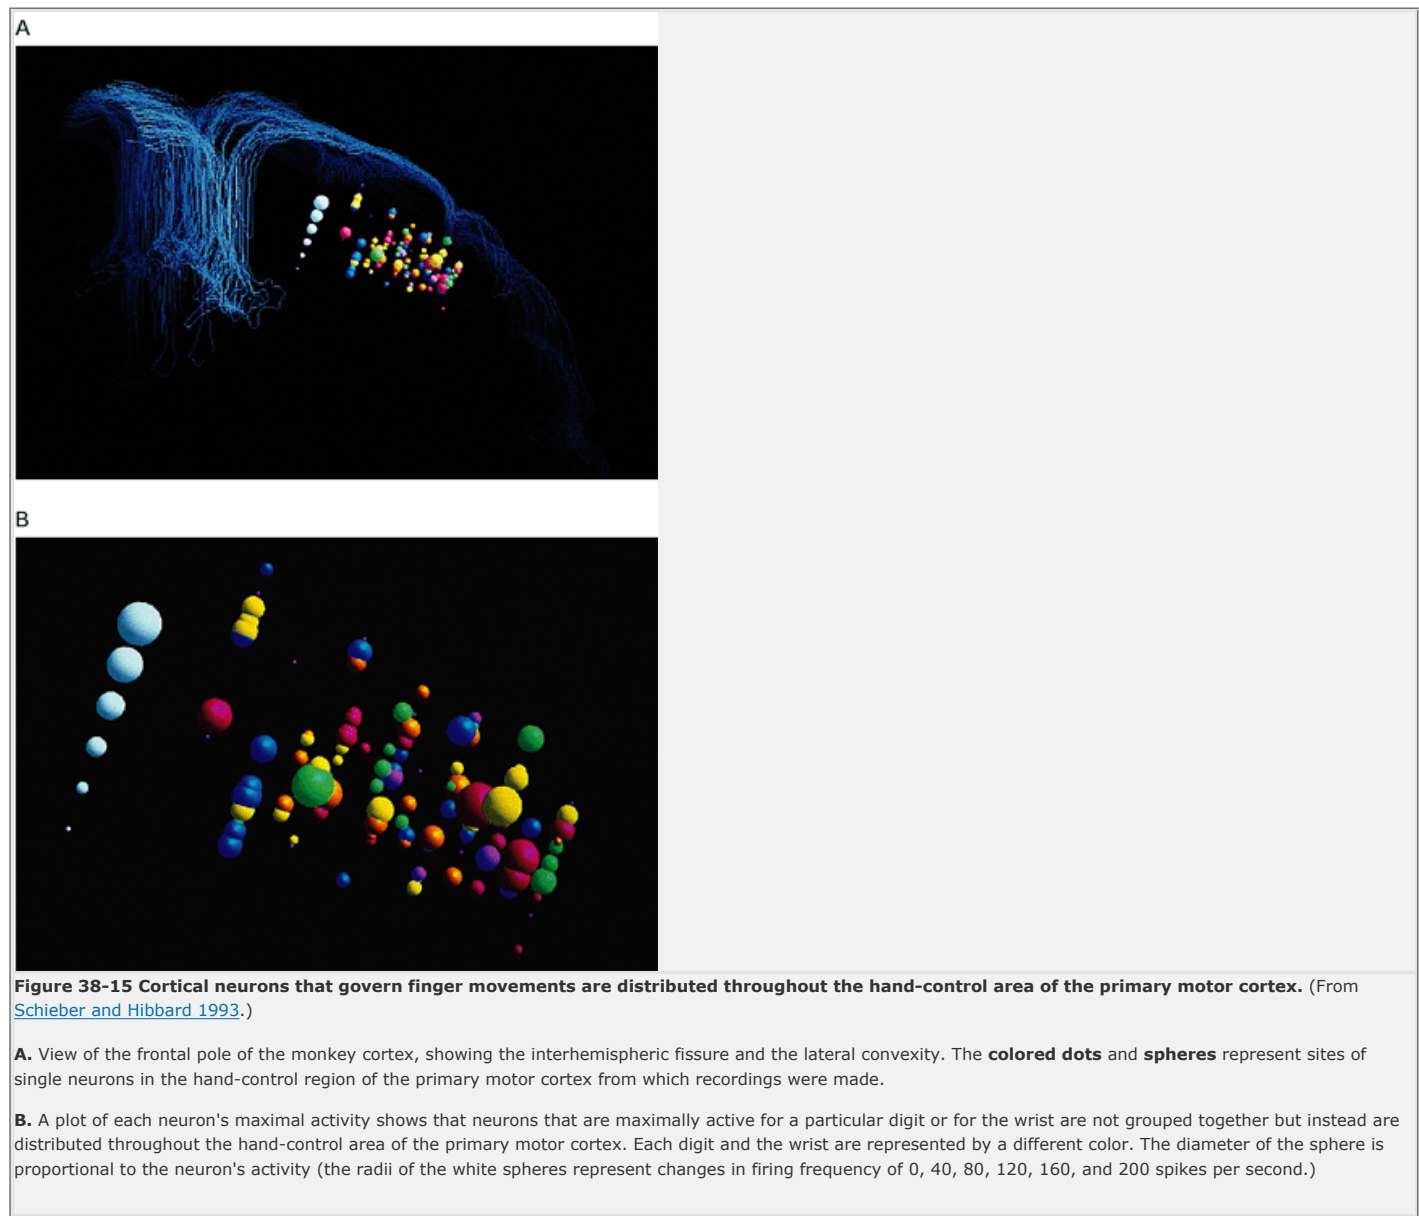 A
B
Figure 38-15 Cortical neurons that govern finger movements are distributed throughout the hand-control area of the primary motor cortex. (From
Schieber and Hibbard 1993.)
A. View of the frontal pole of the monkey cortex, showing the interhemispheric fissure and the lateral convexity. The colored dots and spheres represent sites of
single neurons in the hand-control region of the primary motor cortex from which recordings were made.
B. A plot of each neuron's maximal activity shows that neurons that are maximally active for a particular digit or for the wrist are not grouped together but instead are
distributed throughout the hand-control area of the primary motor cortex. Each digit and the wrist are represented by a different color. The diameter of the sphere is
proportional to the neuron's activity (the radii of the white spheres represent changes in firing frequency of 0, 40, 80, 120, 160, and 200 spikes per second.)